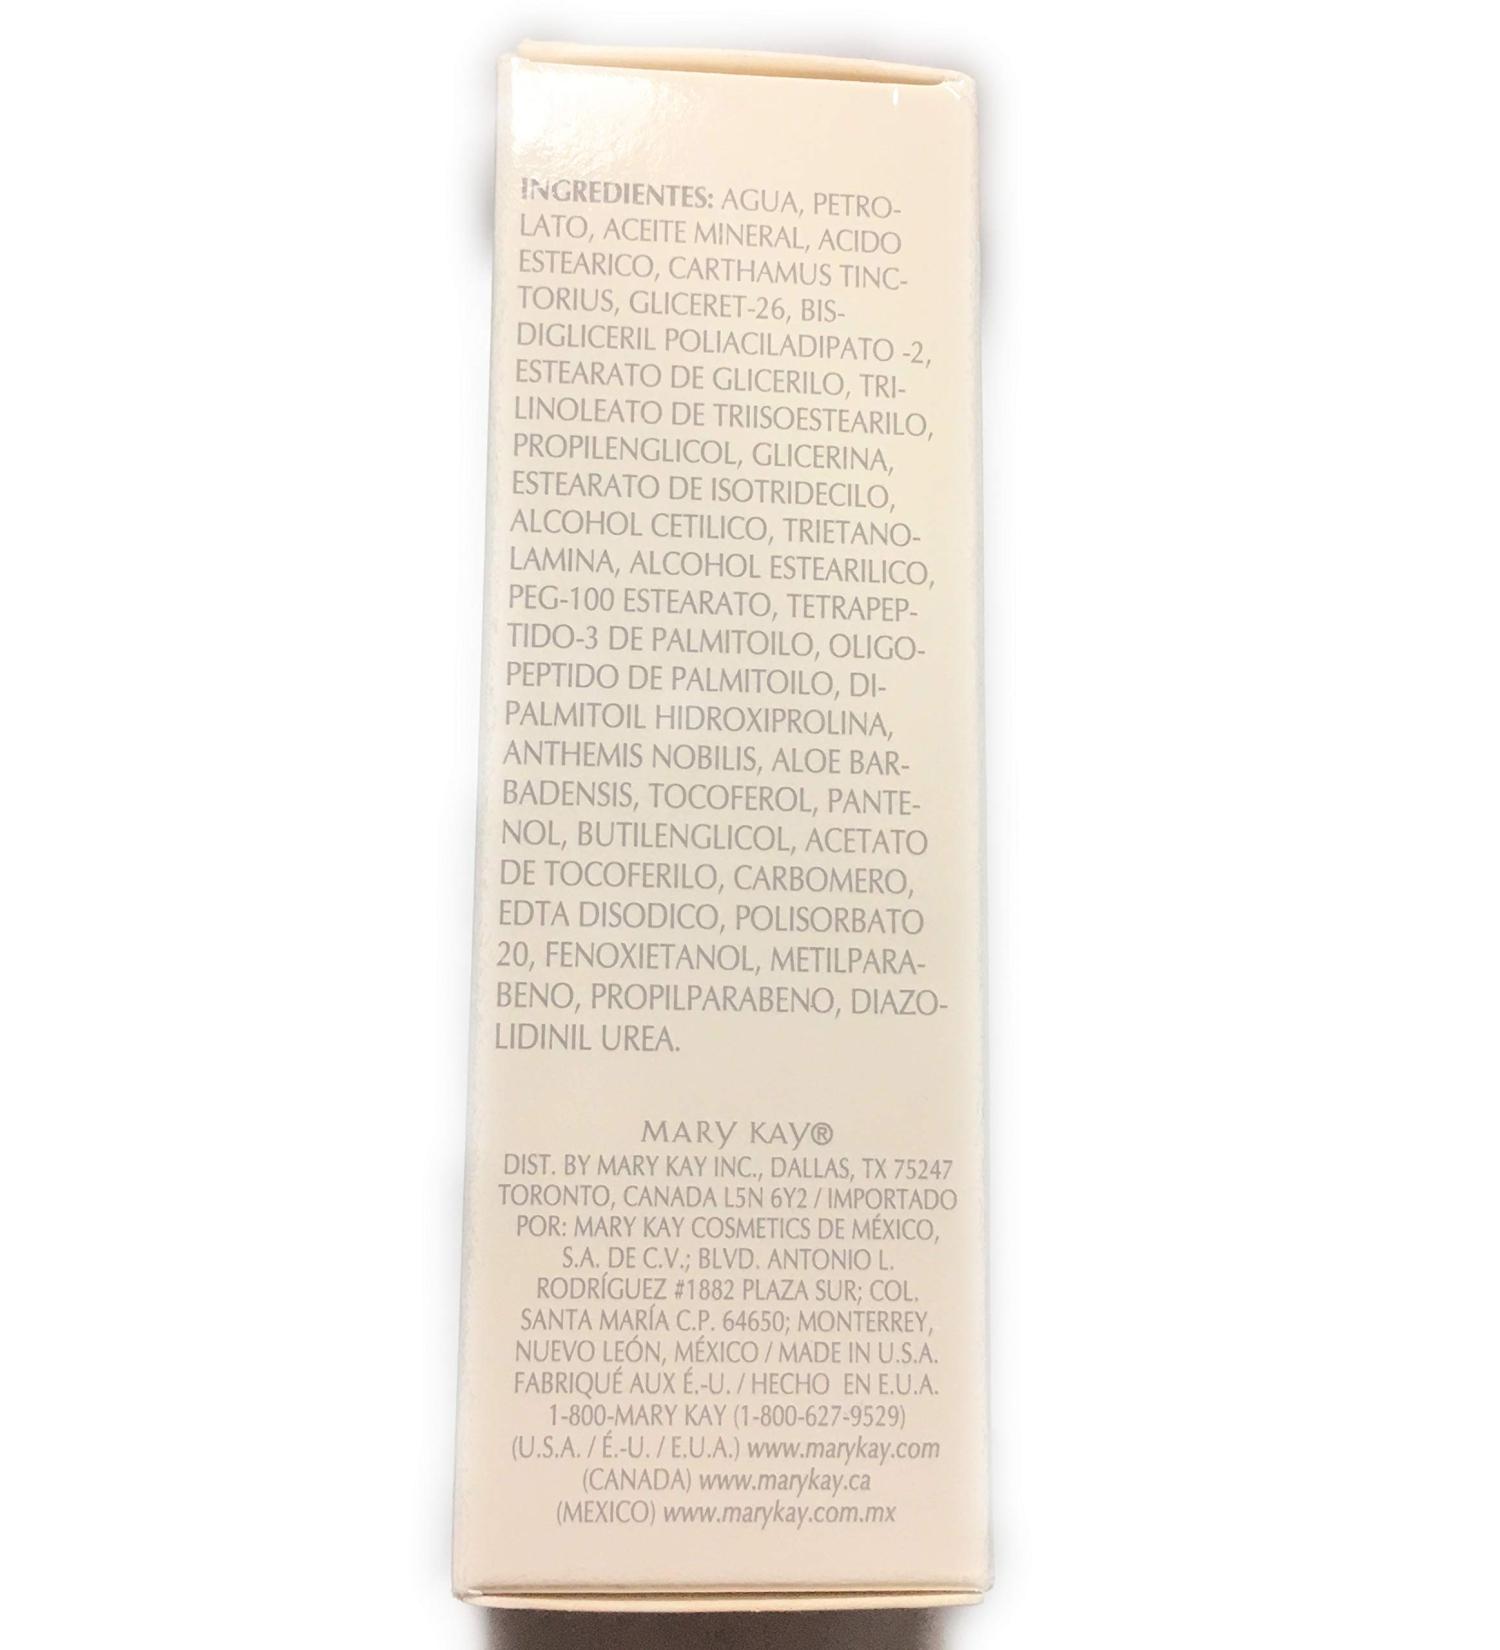 INGREDIENTES: AGUA, PETRO-
LATO, ACEITE MINERAL, ACIDO
ESTEARICO, CARTHAMUS TINC-
TORIUS, GLICERET-26, BIS-
DIGLICERIL POLIACILADIPATO -2,
ESTEARATO DE GLICERILO, TRI-
LINOLEATO DE TRIISOESTEARILO,
PROPILENGLICOL, GLICERINA,
ESTEARATO DE ISOTRIDECILO,
ALCOHOL CETILICO, TRIETANO-
LAMINA, ALCOHOL ESTEARILICO,
PEG-100 ESTEARATO, TETRAPEP-
TIDO-3 DE PALMITOILO, OLIGO-
PEPTIDO DE PALMITOILO, DI-
PALMITOIL HIDROXIPROLINA,
ANTHEMIS NOBILIS, ALOE BAR-
BADENSIS, TOCOFEROL, PANTE-
NOL, BUTILENGLICOL, ACETATO
DE TOCOFERILO, CARBOMERO,
EDTA DISODICO, POLISORBATO
20, FENOXIETANOL, METILPARA-
BENO, PROPILPARABENO, DIAZO-
LIDINIL UREA.
MARY KAY®
DIST. BY MARY KAY INC., DALLAS, TX 75247
TORONTO, CANADA L5N 6Y2 / IMPORTADO
POR: MARY KAY COSMETICS DE MÉXICO,
S.A. DE C.V.; BLVD. ANTONIO L.
RODRÍGUEZ #1882 PLAZA SUR; COL.
SANTA MARÍA C.P. 64650; MONTERREY,
NUEVO LEÓN, MÉXICO / MADE IN U.S.A.
FABRIQUÉ AUX É.-U. / HECHO EN E.U.A.
1-800-MARY KAY (1-800-627-9529)
(U.S.A. / É.-U. / E.U.A.) www.marykay.com
(CANADA) www.marykay.ca
(MEXICO) www.marykay.com.mx